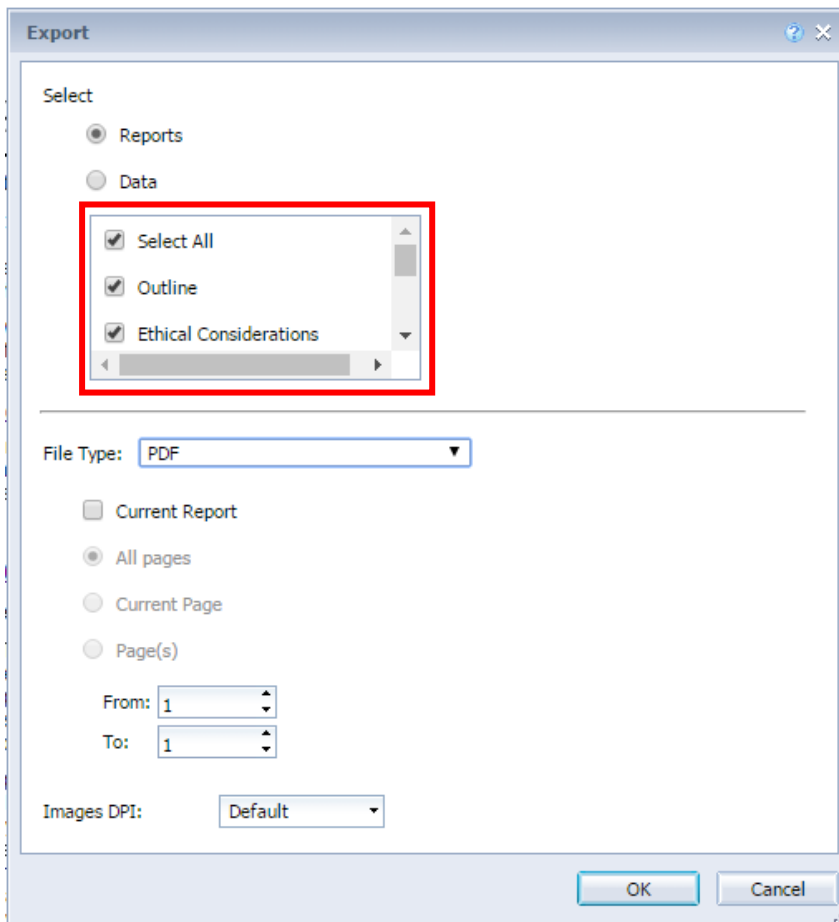 Export
Select
Reports
Data
Select All
Outline
Ethical Considerations
File Type: PDF
Current Report
All pages
Current Page
Page(s)
From: 1
To: 1
Images DPI: Default
OK Cancel